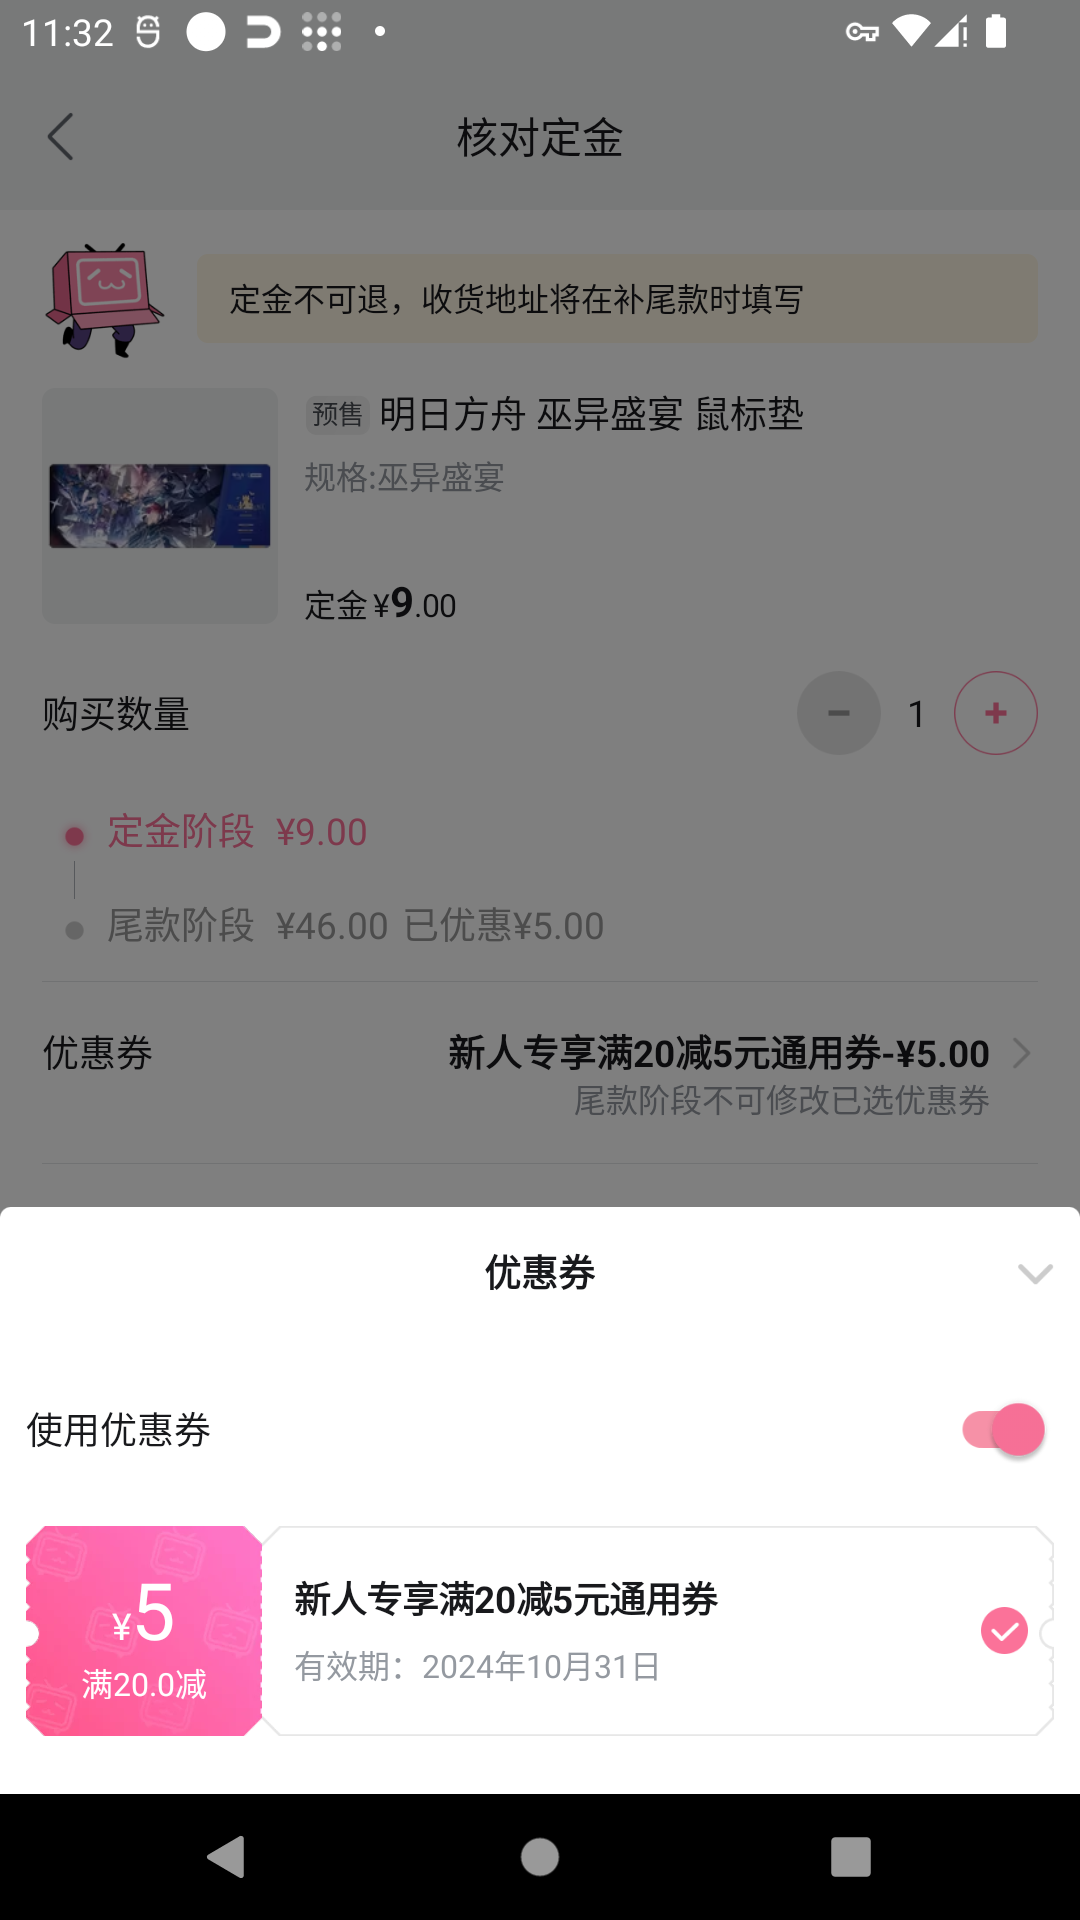 11:32
核对定金
定金不可退，收货地址将在补尾款时填写
预售 明日方舟 巫异盛宴 鼠标垫
规格:巫异盛宴
定金 ¥9.00
购买数量
1
定金阶段 ¥9.00
尾款阶段 ¥46.00 已优惠¥5.00
优惠券 新人专享满20减5元通用券-¥5.00
尾款阶段不可修改已选优惠券
优惠券
使用优惠券
¥5
满20.0减
新人专享满20减5元通用券
有效期：2024年10月31日